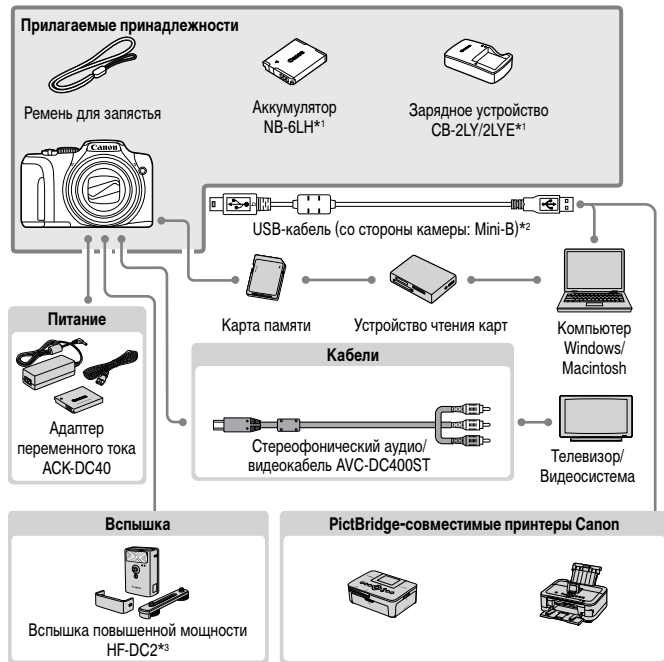 Прилагаемые принадлежности
Ремень для запястья
Аккумулятор
NB-6LH*1
Зарядное устройство
CB-2LY/2LYE*1
Canon
USB-кабель (со стороны камеры: Mini-B)*2
Карта памяти
Устройство чтения карт
Компьютер
Windows/
Macintosh
Питание
Адаптер
переменного тока
ACK-DC40
Кабели
Стереофонический аудио/
видеокабель AVC-DC400ST
Телевизор/
Видеосистема
Вспышка
Вспышка повышенной мощности
HF-DC2*3
PictBridge-совместимые принтеры Canon